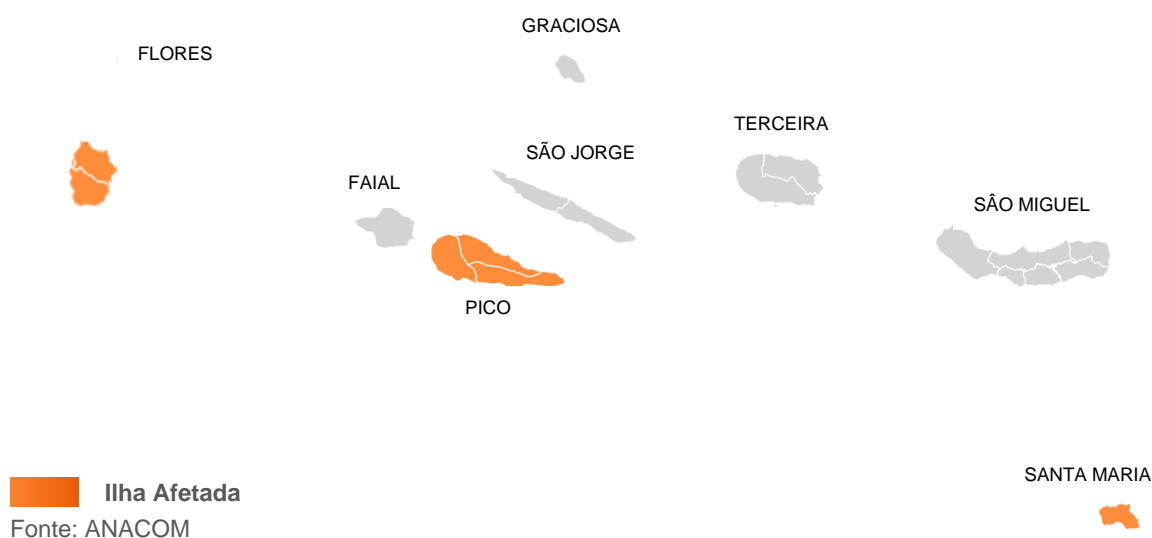 GRACIOSA
FLORES
TERCEIRA
SÃO JORGE
FAIAL
SÂO MIGUEL
PICO
SANTA MARIA
Ilha Afetada
Fonte: ANACOM